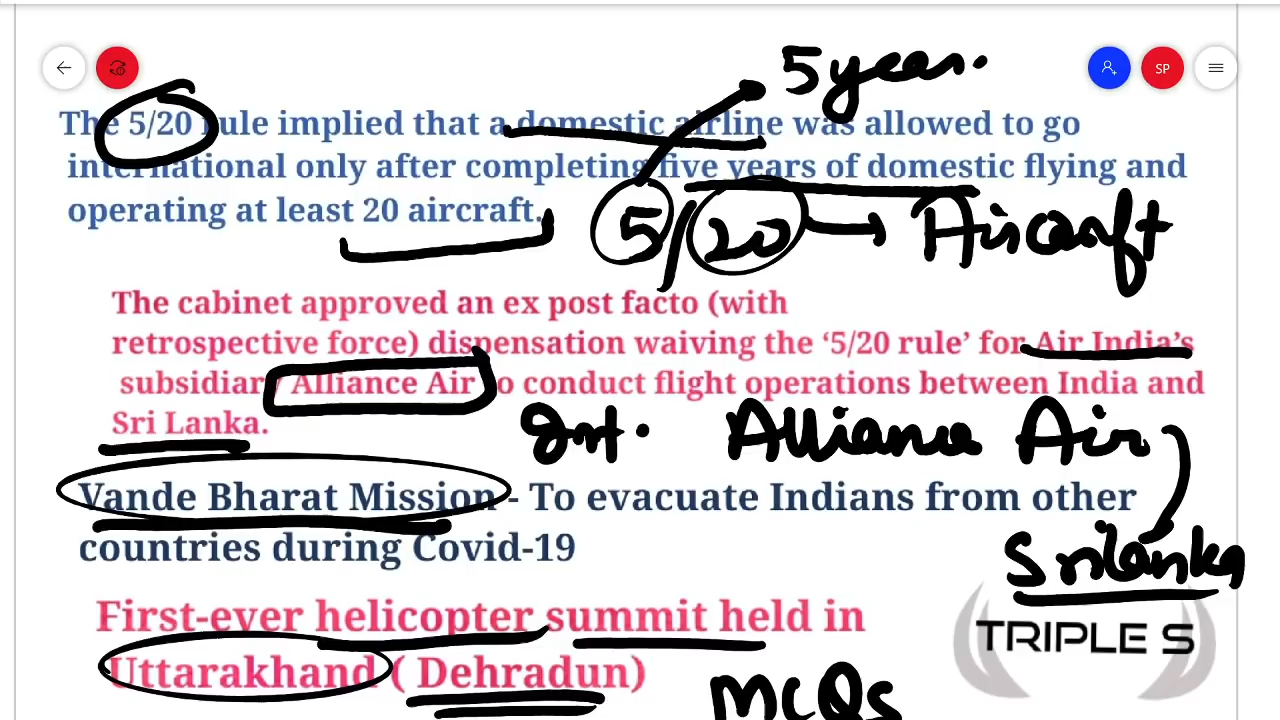 SP
5 year.
The 5/20 rule implied that a domestic airline was allowed to go
international only after completing five years of domestic flying and
operating at least 20 aircraft.
5/20 → Aircraft
The cabinet approved an ex post facto (with
retrospective force) dispensation waiving the ‘5/20 rule’ for Air India’s
subsidiary Alliance Air to conduct flight operations between India and
Sri Lanka.
Int. Alliance Air
Vande Bharat Mission - To evacuate Indians from other
countries during Covid-19
Srilanka
First-ever helicopter summit held in
Uttarakhand ( Dehradun)
TRIPLE S
MCQs